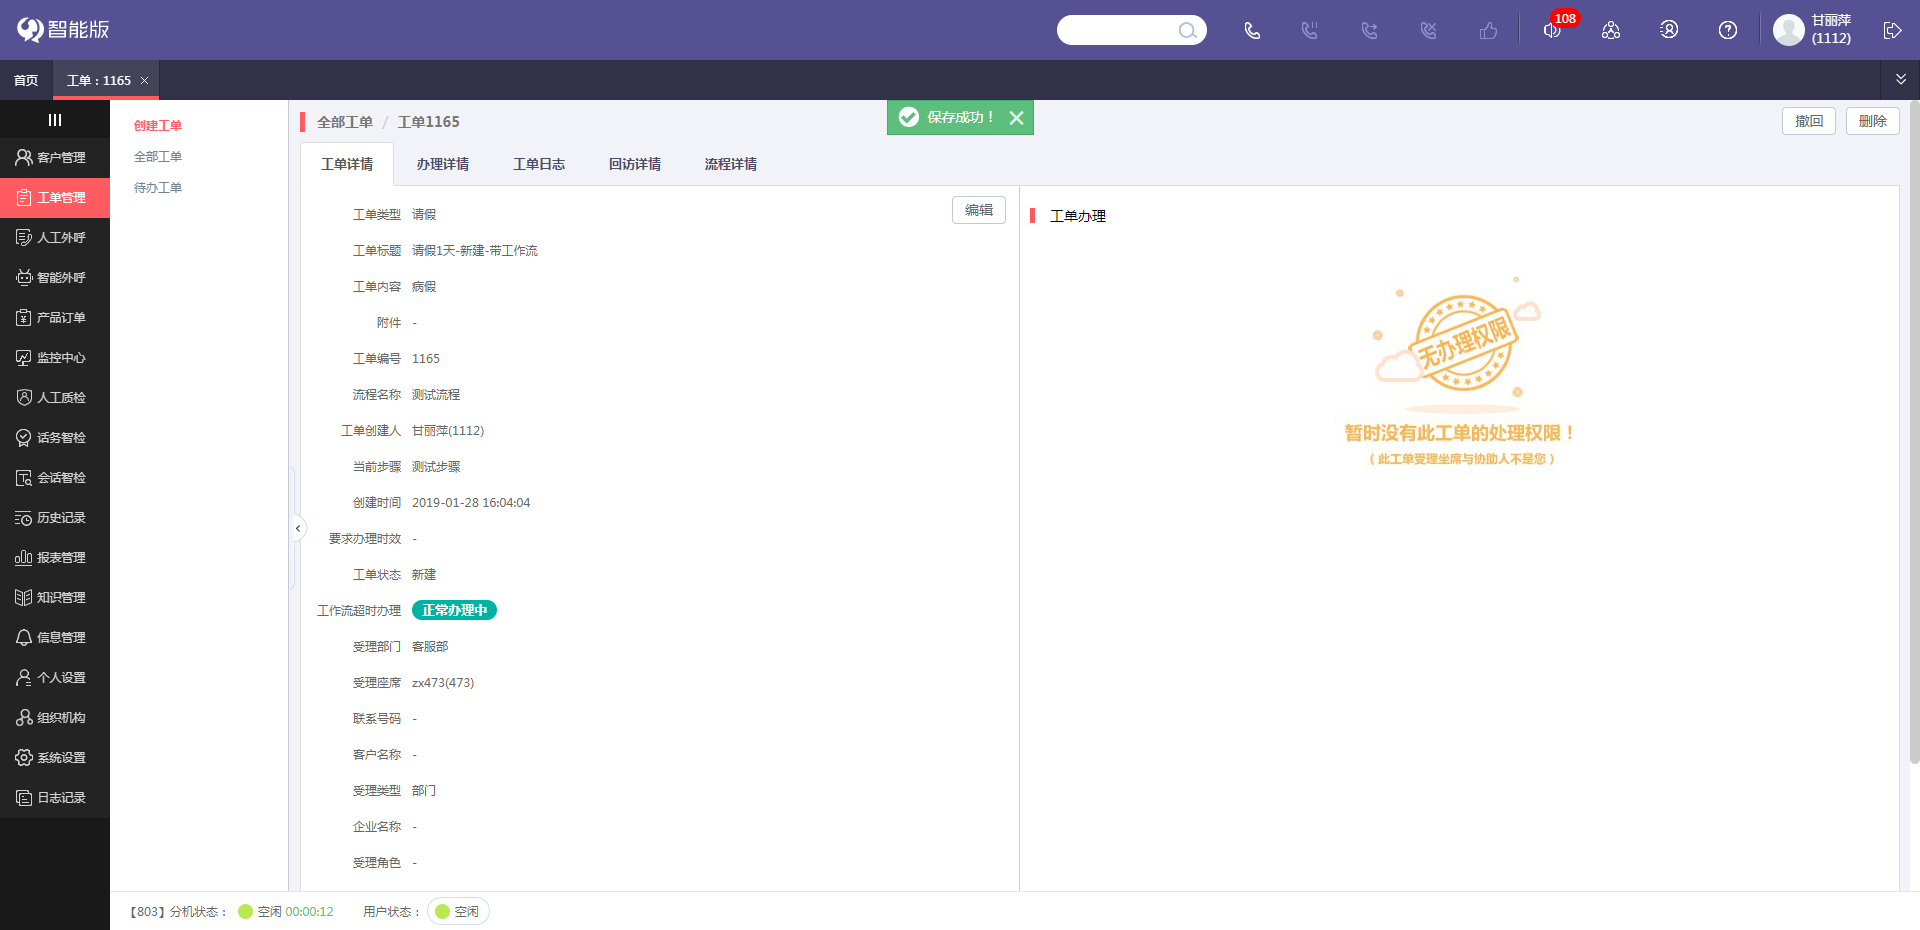 智能版
108
甘丽萍
(1112)
首页
工单：1165
创建工单
全部工单
待办工单
客户管理
工单管理
人工外呼
智能外呼
产品订单
监控中心
人工质检
话务智检
会话智检
历史记录
报表管理
知识管理
信息管理
个人设置
组织机构
系统设置
日志记录
全部工单 / 工单1165
保存成功！
撤回
删除
工单详情
办理详情
工单日志
回访详情
流程详情
编辑
工单类型 请假
工单标题 请假1天-新建-带工作流
工单内容 病假
附件 -
工单编号 1165
流程名称 测试流程
工单创建人 甘丽萍(1112)
当前步骤 测试步骤
创建时间 2019-01-28 16:04:04
要求办理时效 -
工单状态 新建
工作流超时办理 正常办理中
受理部门 客服部
受理座席 zx473(473)
联系号码 -
客户名称 -
受理类型 部门
企业名称 -
受理角色 -
工单办理
无办理权限
暂时没有此工单的处理权限！
（此工单受理坐席与协助人不是您）
【803】分机状态： 空闲 00:00:12 用户状态： 空闲